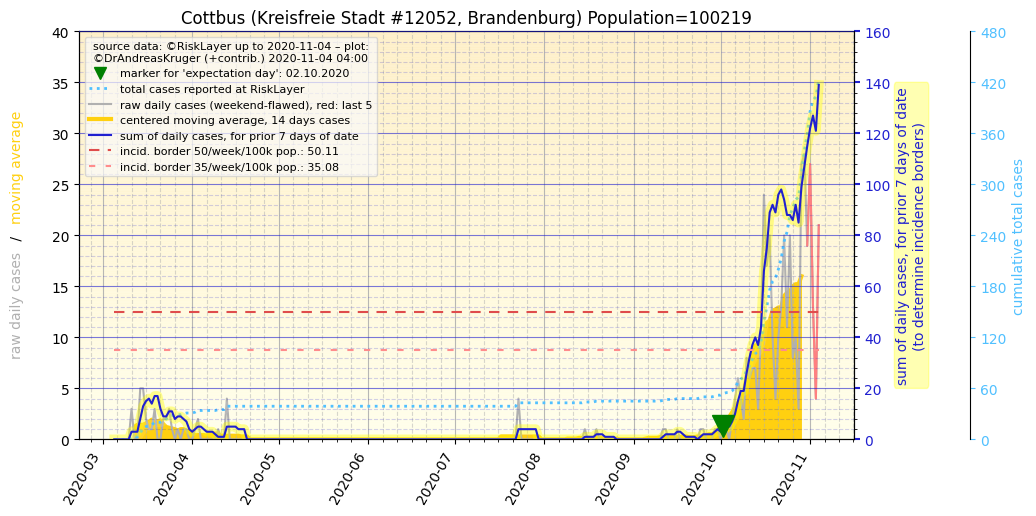 Cottbus (Kreisfreie Stadt #12052, Brandenburg) Population=100219
source data: ©RiskLayer up to 2020-11-04 – plot:
©DrAndreasKruger (+contrib.) 2020-11-04 04:00
marker for 'expectation day': 02.10.2020
total cases reported at RiskLayer
raw daily cases (weekend-flawed), red: last 5
centered moving average, 14 days cases
sum of daily cases, for prior 7 days of date
incid. border 50/week/100k pop.: 50.11
incid. border 35/week/100k pop.: 35.08
raw daily cases / moving average
40
35
30
25
20
15
10
5
0
2020-03
2020-04
2020-05
2020-06
2020-07
2020-08
2020-09
2020-10
2020-11
160
140
120
100
80
60
40
20
0
sum of daily cases, for prior 7 days of date
(to determine incidence borders)
480
420
360
300
240
180
120
60
0
cumulative total cases